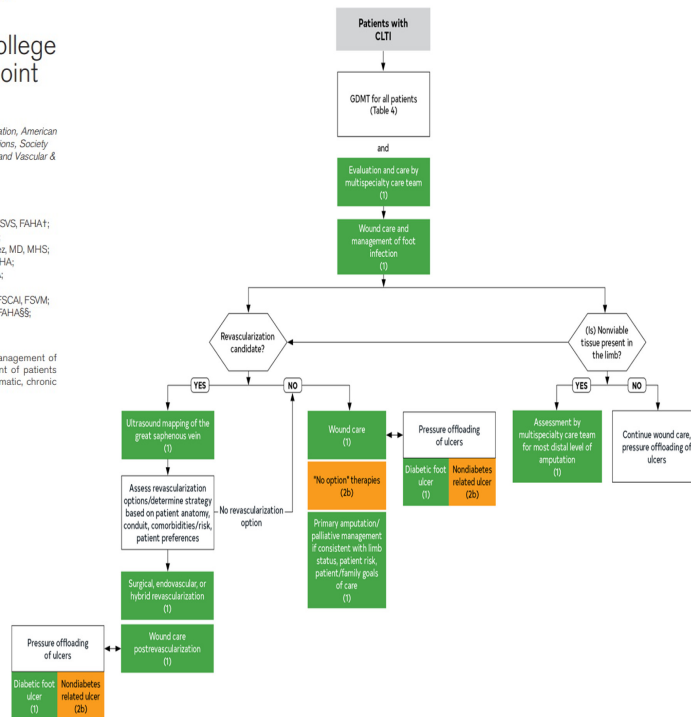 ollege
oint
ation, American
ions, Society
and Vascular &
SVS, FAHA†;
ez, MD, MHS;
HA;
s;
FSCAI, FSVM;
FAHA§§;
anagement of
nt of patients
matic, chronic
Patients with
CLTI
GDMT for all patients
(Table 4)
and
Evaluation and care by
multispecialty care team
(1)
Wound care and
management of foot
infection
(1)
Revascularization
candidate?
(Is) Nonviable
tissue present in
the limb?
YES
NO
YES
NO
Ultrasound mapping of the
great saphenous vein
(1)
Assess revascularization
options/determine strategy
based on patient anatomy,
conduit, comorbidities/risk,
patient preferences
No revascularization
option
Surgical, endovascular, or
hybrid revascularization
(1)
Wound care
postrevascularization
(1)
Pressure offloading
of ulcers
Diabetic foot
ulcer
(1)
Nondiabetes
related ulcer
(2b)
Wound care
(1)
"No option" therapies
(2b)
Primary amputation/
palliative management
if consistent with limb
status, patient risk,
patient/family goals
of care
(1)
Pressure offloading
of ulcers
Diabetic foot
ulcer
(1)
Nondiabetes
related ulcer
(2b)
Assessment by
multispecialty care team
for most distal level of
amputation
(1)
Continue wound care,
pressure offloading of
ulcers